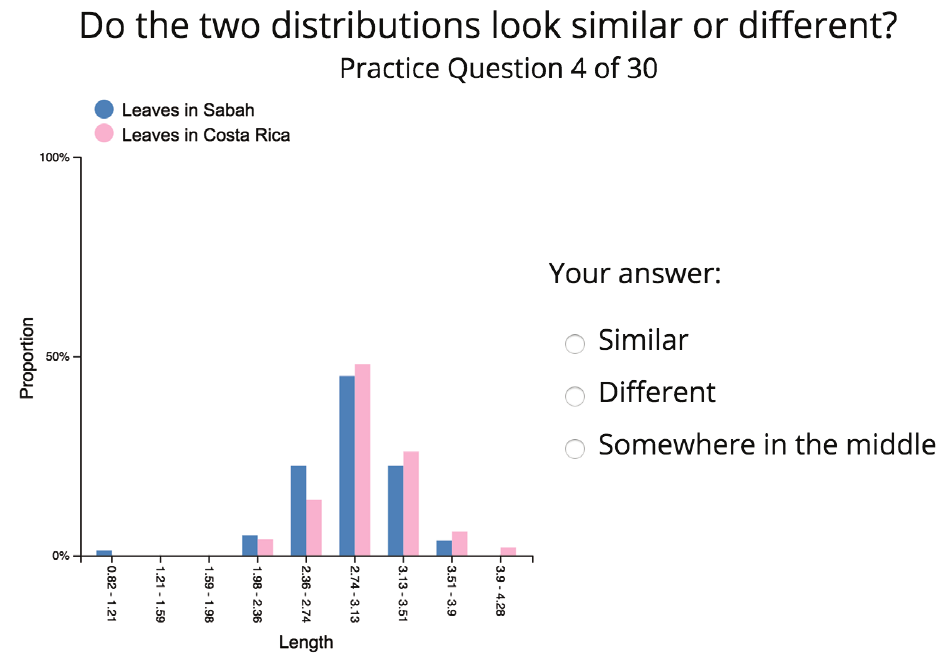 Do the two distributions look similar or different?
Practice Question 4 of 30
Leaves in Sabah
Leaves in Costa Rica
100%
50%
0%
Proportion
0.82 - 1.21
1.21 - 1.59
1.59 - 1.98
1.98 - 2.36
2.36 - 2.74
2.74 - 3.13
3.13 - 3.51
3.51 - 3.9
3.9 - 4.28
Length
Your answer:
Similar
Different
Somewhere in the middle